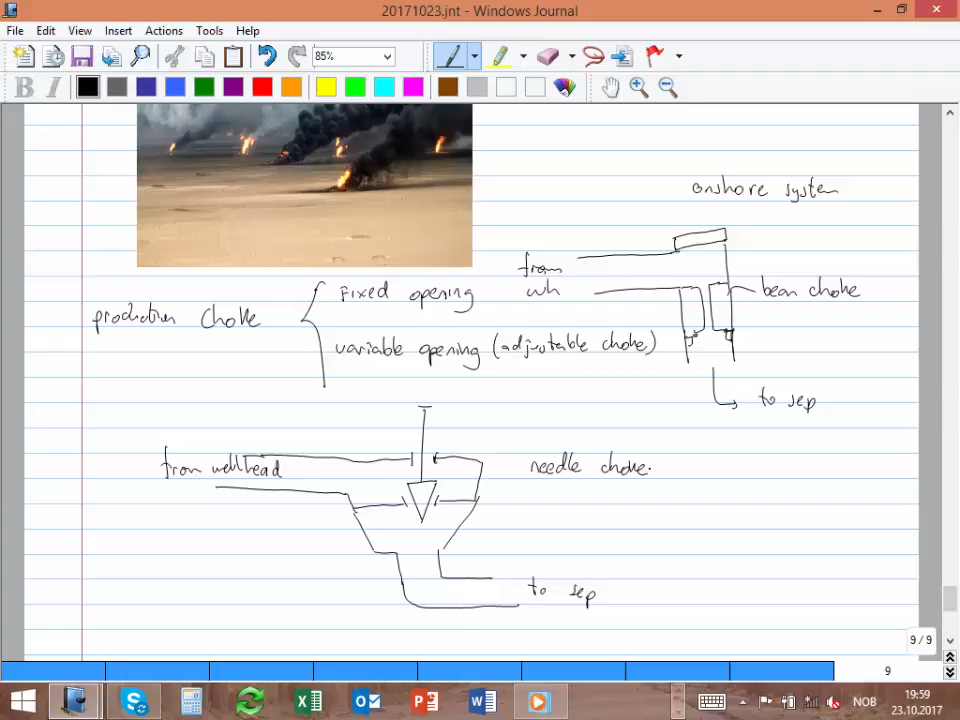 20171023.jnt - Windows Journal
File Edit View Insert Actions Tools Help
85%
B I
onshore system
from
wh
bean choke
production choke
Fixed opening
variable opening (adjustable choke)
to sep
from wellhead
needle choke.
to sep
9 / 9
9
NOB
19:59
23.10.2017